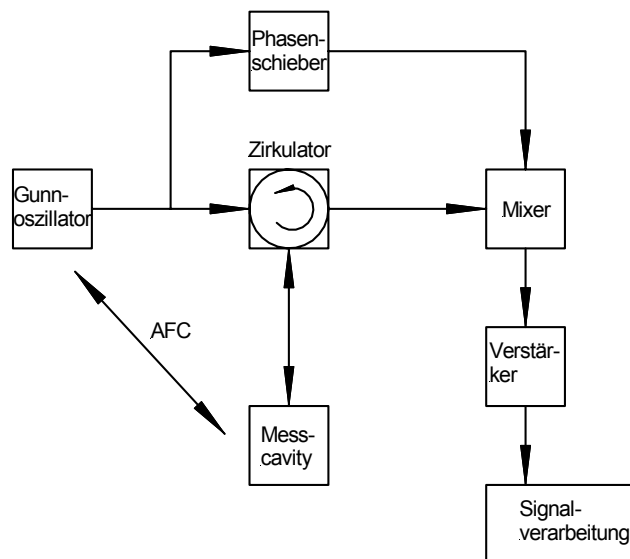 Phasen-
schieber
Zirkulator
Gunn-
oszillator
Mixer
AFC
Verstär-
ker
Mess-
cavity
Signal-
verarbeitung